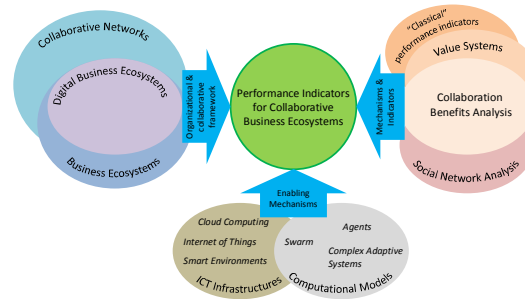 Collaborative Networks
Digital Business Ecosystems
Business Ecosystems
Organizational &
collaborative
framework
Performance Indicators
for Collaborative
Business Ecosystems
Mechanisms
& Indicators
"Classical"
performance indicators
Value Systems
Collaboration
Benefits Analysis
Social Network Analysis
Enabling
Mechanisms
Cloud Computing
Internet of Things
Smart Environments
ICT Infrastructures
Swarm
Agents
Complex Adaptive
Systems
Computational Models